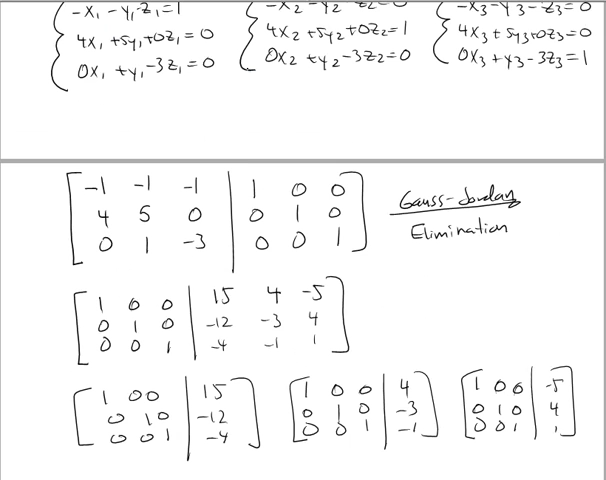 -x₁ - y₁ - z₁ = 1
4x₁ + 5y₁ + 0z₁ = 0
0x₁ + y₁ - 3z₁ = 0
-x₂ - y₂ - z₂ = 0
4x₂ + 5y₂ + 0z₂ = 1
0x₂ + y₂ - 3z₂ = 0
-x₃ - y₃ - z₃ = 0
4x₃ + 5y₃ + 0z₃ = 0
0x₃ + y₃ - 3z₃ = 1
-1 -1 -1 | 1 0 0
4 5 0 | 0 1 0
0 1 -3 | 0 0 1
Gauss-Jordan
Elimination
1 0 0 | 15 4 -5
0 1 0 | -12 -3 4
0 0 1 | -4 -1 1
1 0 0 | 15
0 1 0 | -12
0 0 1 | -4
1 0 0 | 4
0 1 0 | -3
0 0 1 | -1
1 0 0 | -5
0 1 0 | 4
0 0 1 | 1